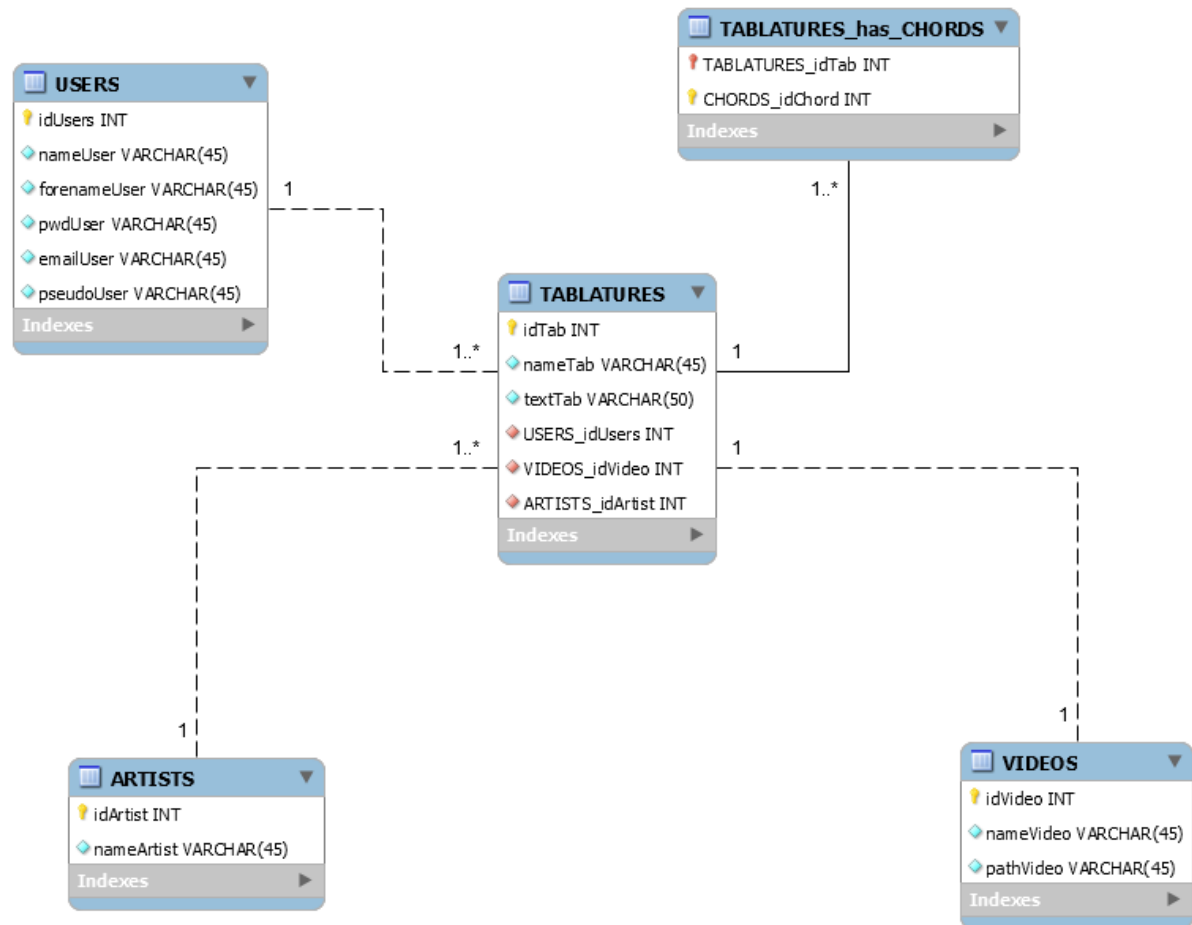 TABLATURES_has_CHORDS
TABLATURES_idTab INT
CHORDS_idChord INT
Indexes
USERS
idUsers INT
nameUser VARCHAR(45)
forenameUser VARCHAR(45)
pwdUser VARCHAR(45)
emailUser VARCHAR(45)
pseudoUser VARCHAR(45)
Indexes
1
1..*
1..*
TABLATURES
idTab INT
nameTab VARCHAR(45)
textTab VARCHAR(50)
USERS_idUsers INT
VIDEOS_idVideo INT
ARTISTS_idArtist INT
Indexes
1
1..*
1
1
1
ARTISTS
idArtist INT
nameArtist VARCHAR(45)
Indexes
VIDEOS
idVideo INT
nameVideo VARCHAR(45)
pathVideo VARCHAR(45)
Indexes